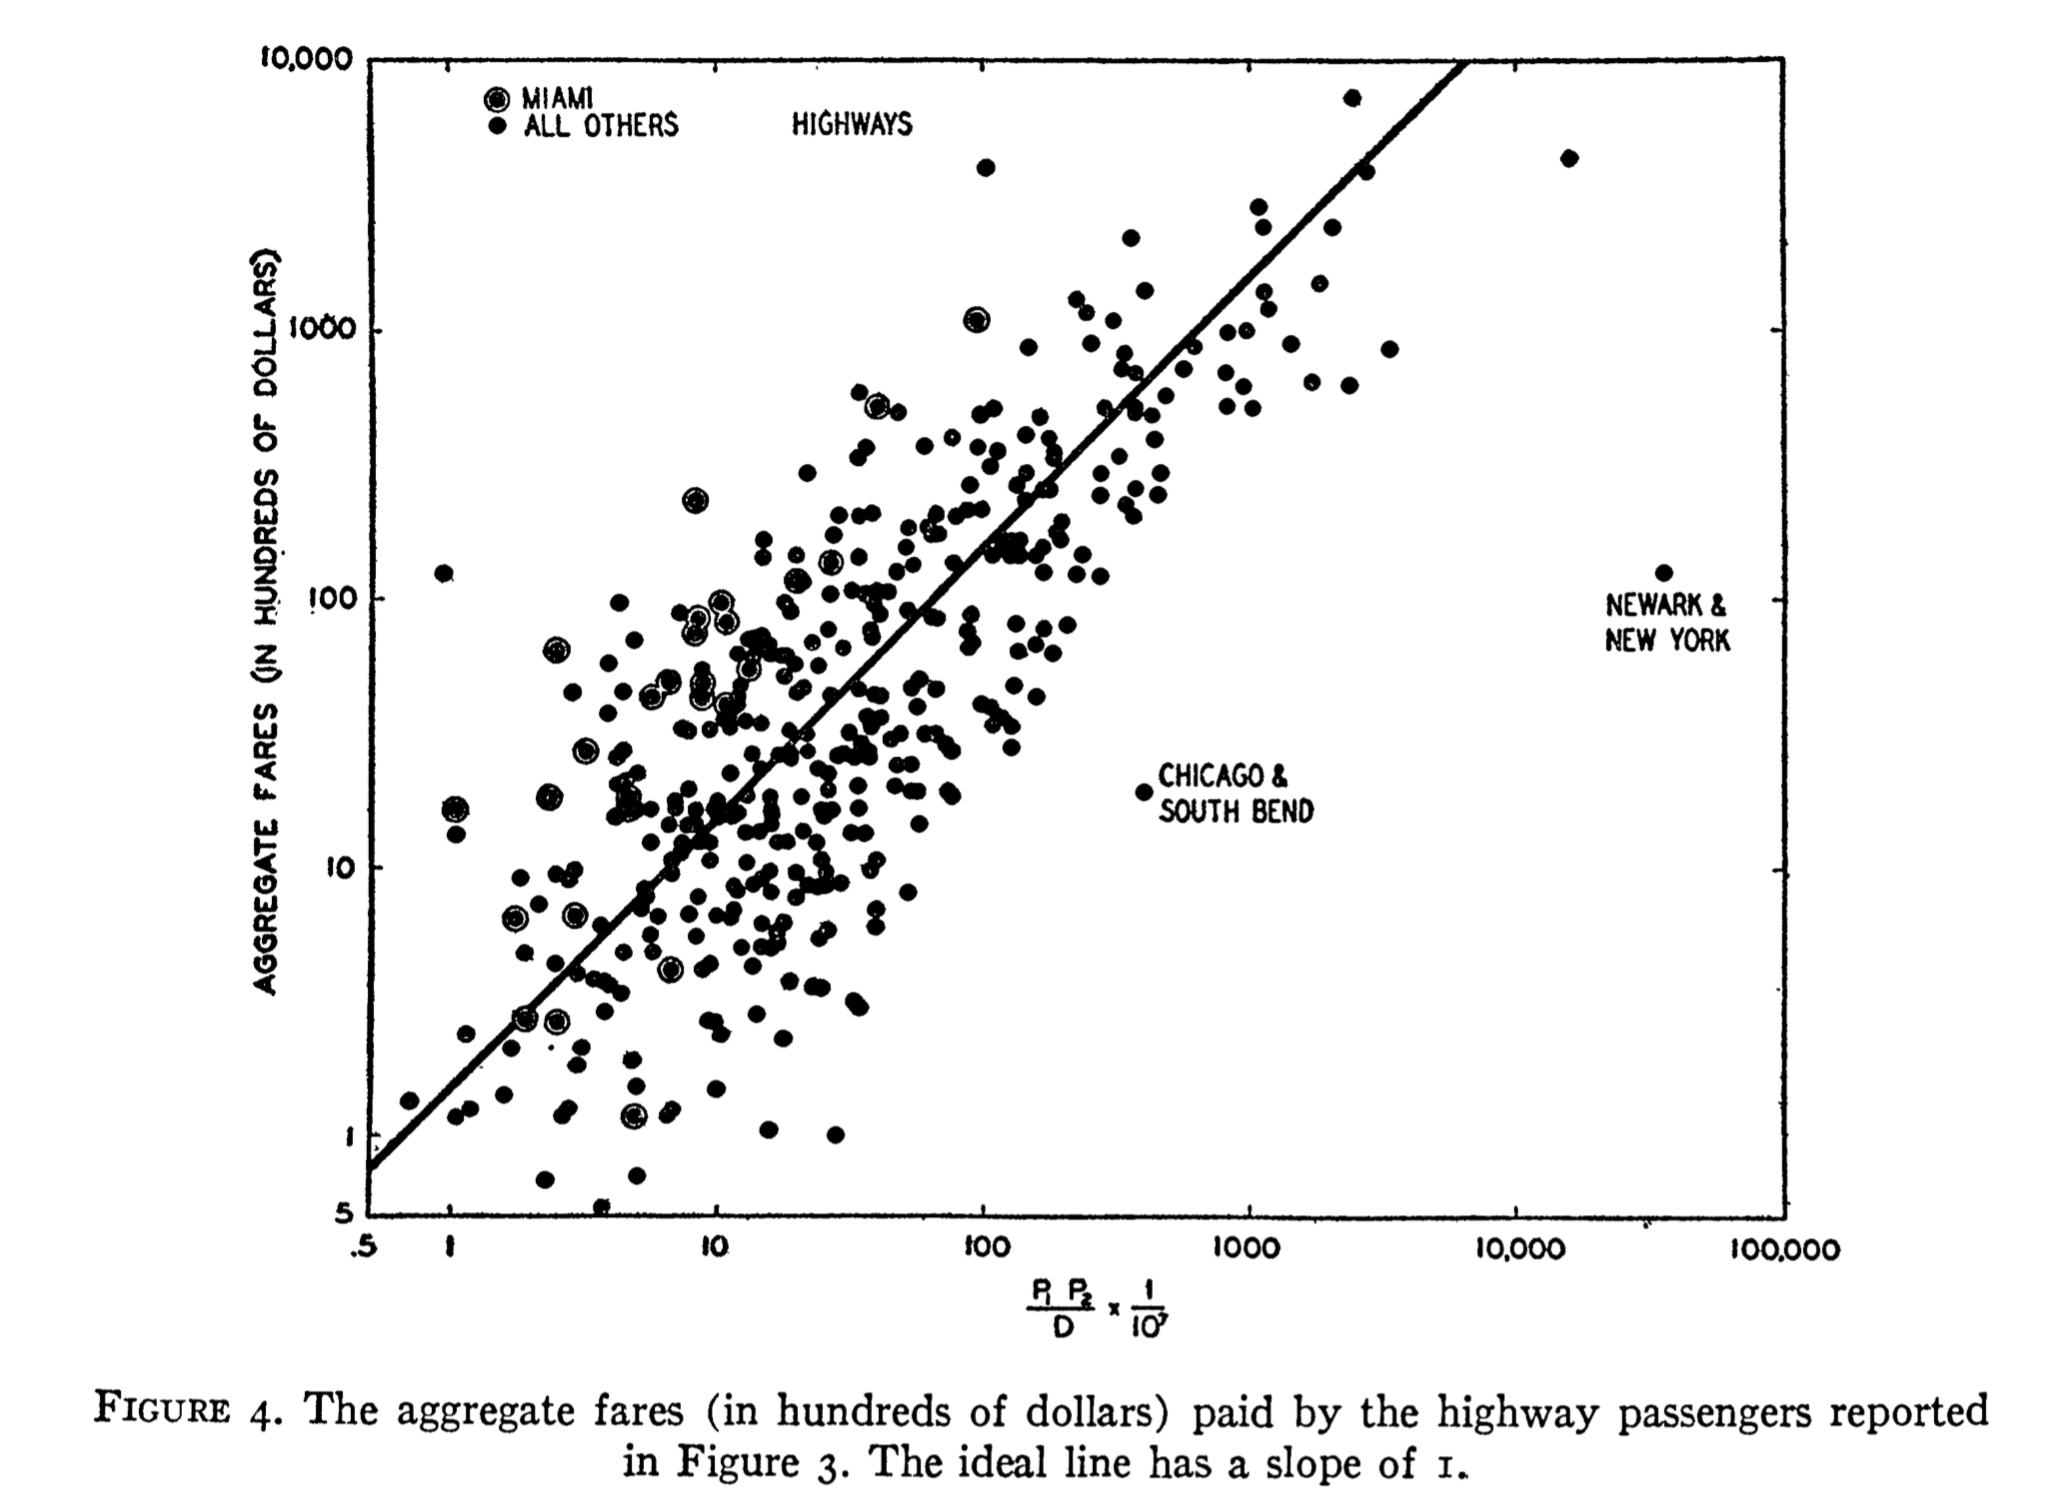 10,000
MIAMI
ALL OTHERS
HIGHWAYS
AGGREGATE FARES (IN HUNDREDS OF DOLLARS)
1000
100
NEWARK &
NEW YORK
CHICAGO &
SOUTH BEND
10
1
5
.5 1 10 100 1000 10,000 100,000
P₁ P₂ / D × 1 / 10⁷
FIGURE 4. The aggregate fares (in hundreds of dollars) paid by the highway passengers reported
in Figure 3. The ideal line has a slope of 1.